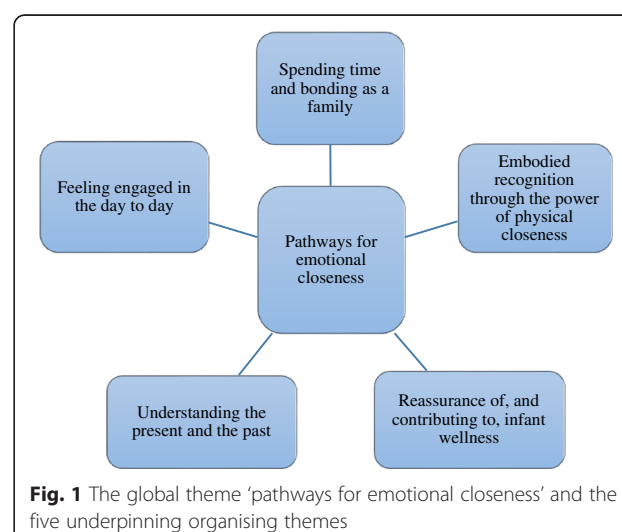 Spending time
and bonding as a
family
Feeling engaged in
the day to day
Embodied
recognition
through the power
of physical
closeness
Pathways for
emotional
closeness
Understanding the
present and the past
Reassurance of, and
contributing to, infant
wellness
Fig. 1 The global theme ‘pathways for emotional closeness’ and the
five underpinning organising themes